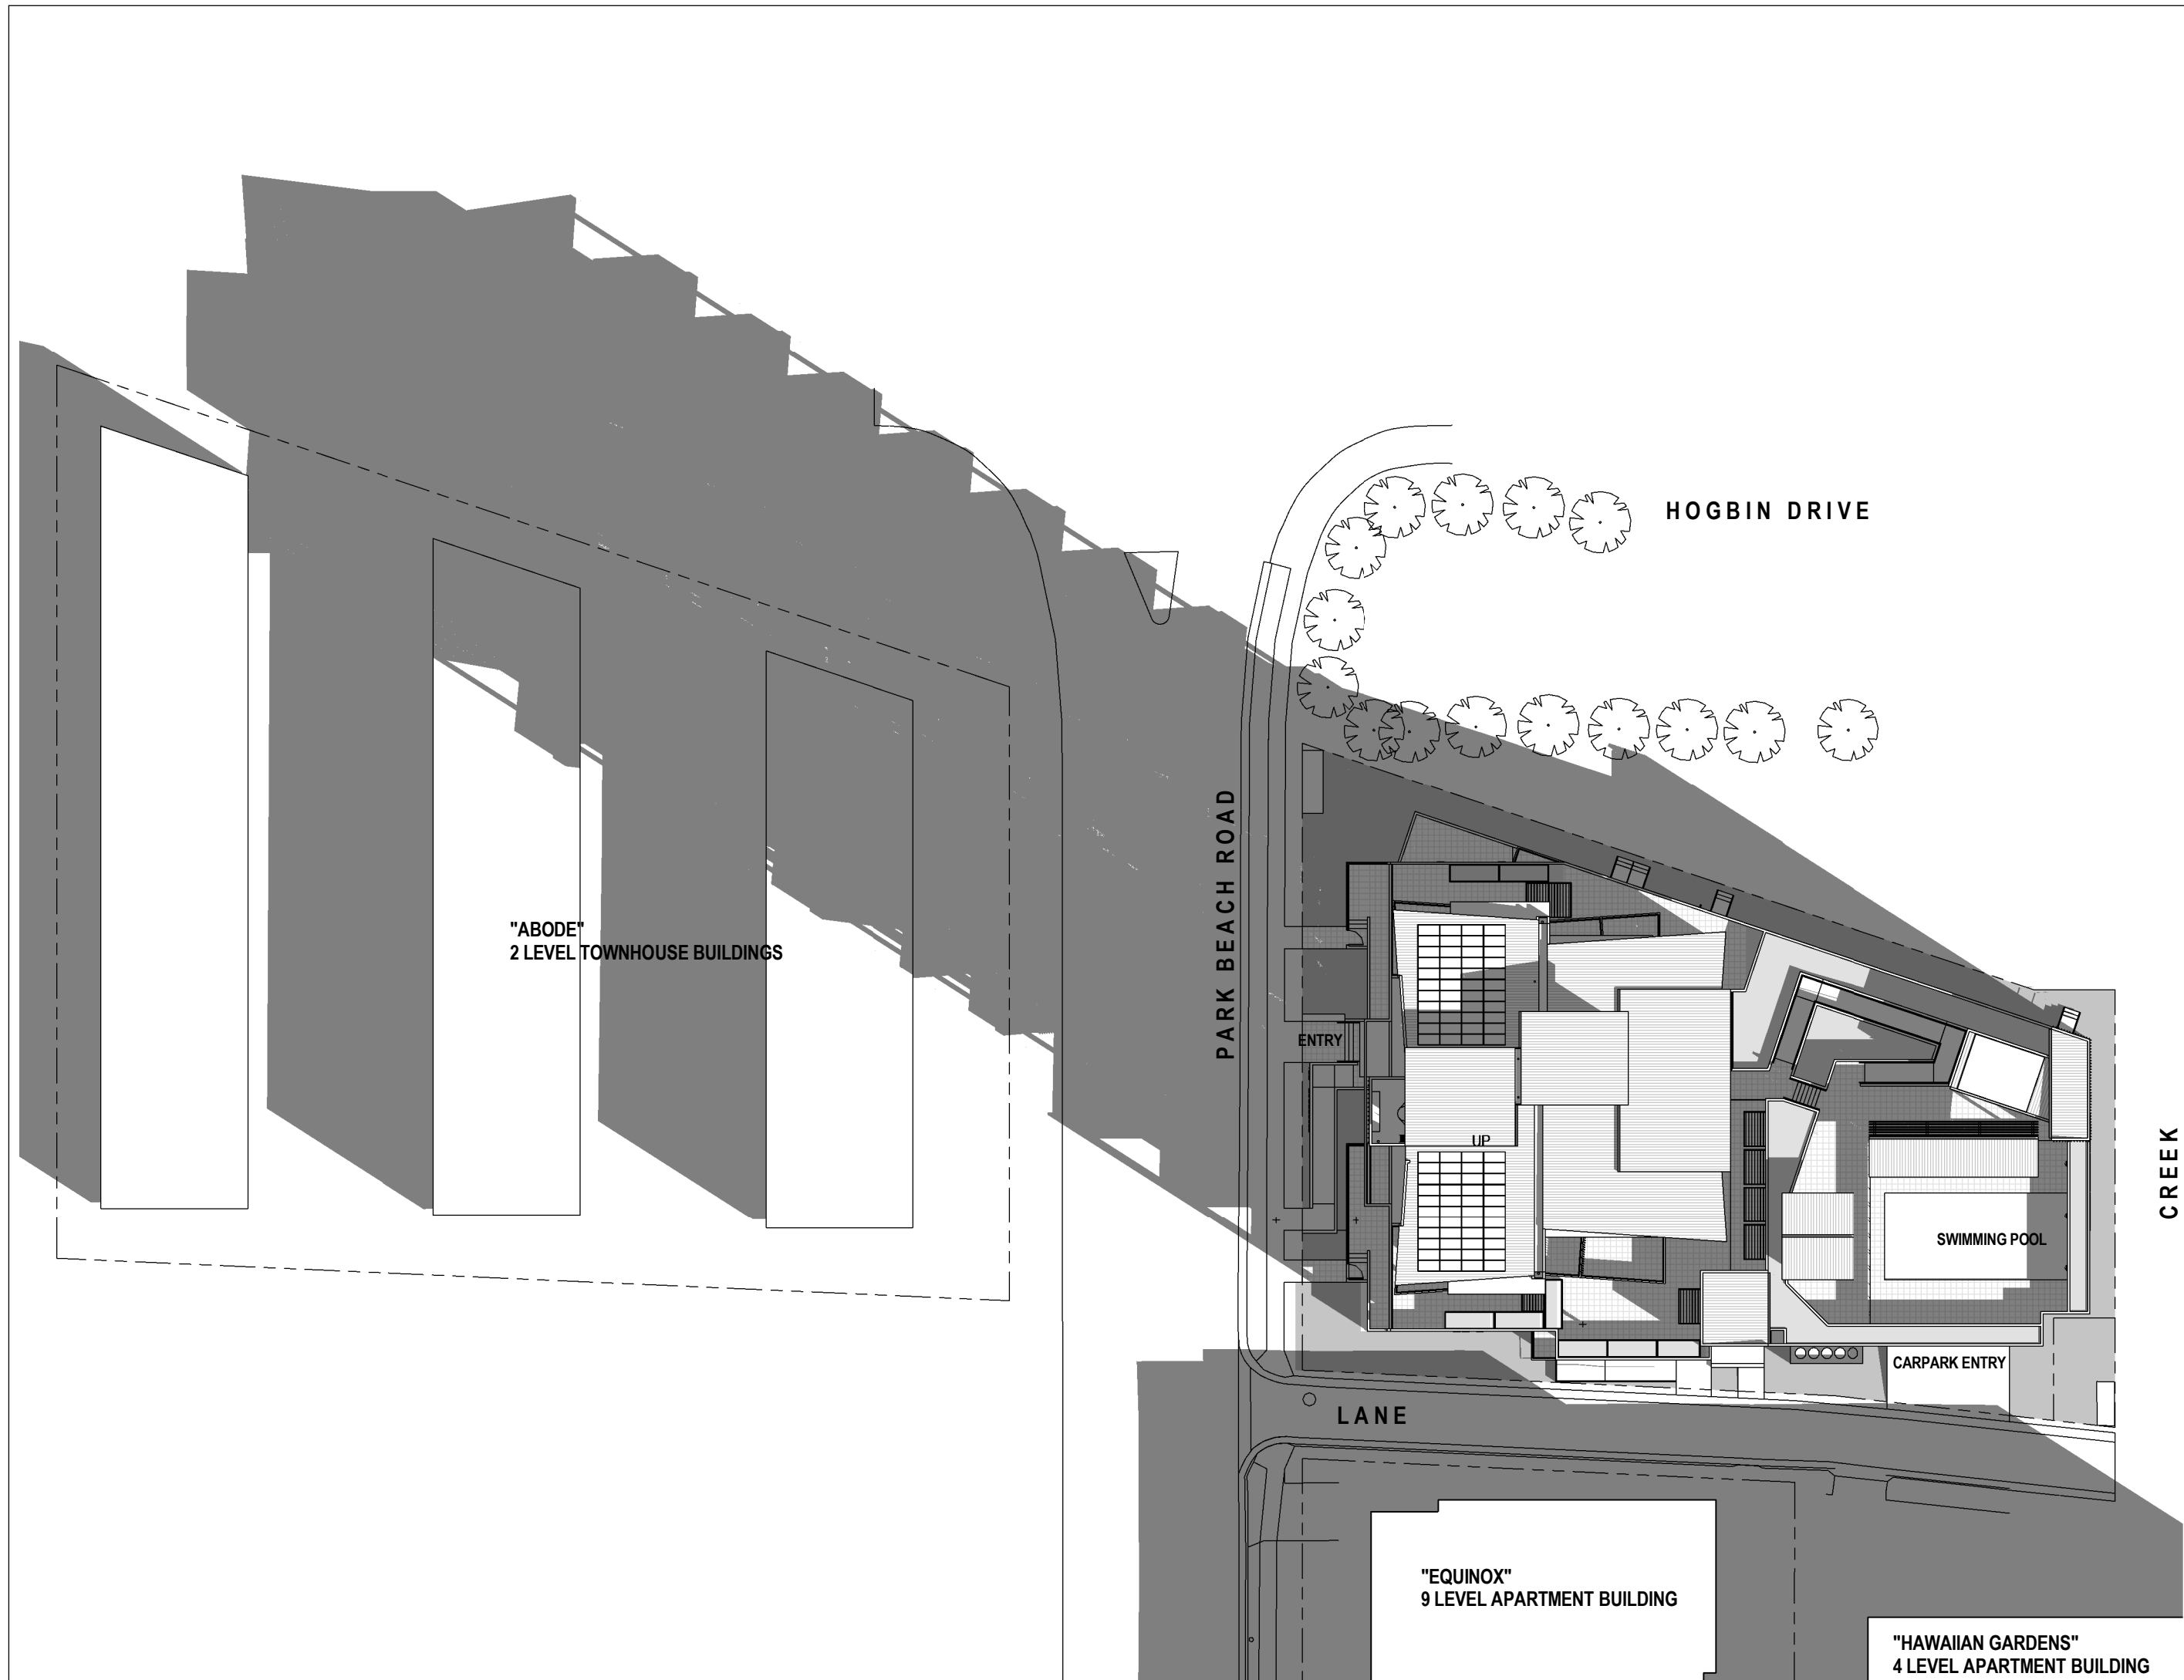 HOGBIN DRIVE
PARK BEACH ROAD
"ABODE"
2 LEVEL TOWNHOUSE BUILDINGS
ENTRY
UP
CREEK
SWIMMING POOL
CARPARK ENTRY
LANE
"EQUINOX"
9 LEVEL APARTMENT BUILDING
"HAWAIIAN GARDENS"
4 LEVEL APARTMENT BUILDING